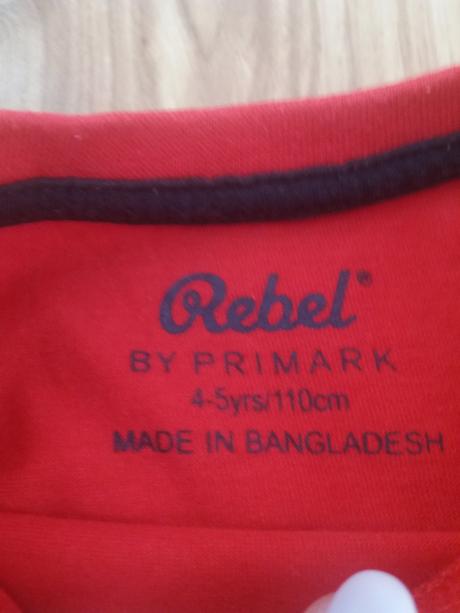 Rebel®
BY PRIMARK
4-5yrs/110cm
MADE IN BANGLADESH